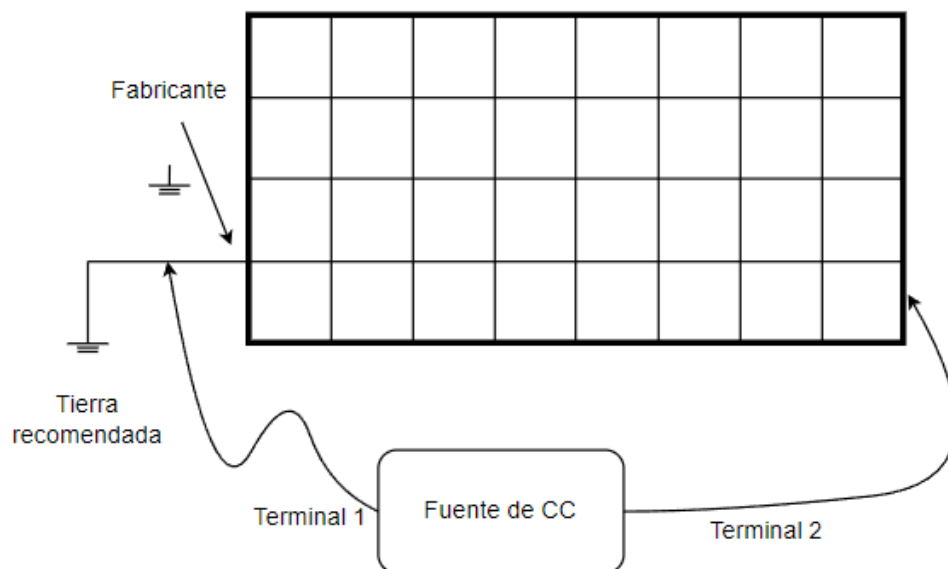 Fabricante
Tierra
recomendada
Terminal 1
Fuente de CC
Terminal 2